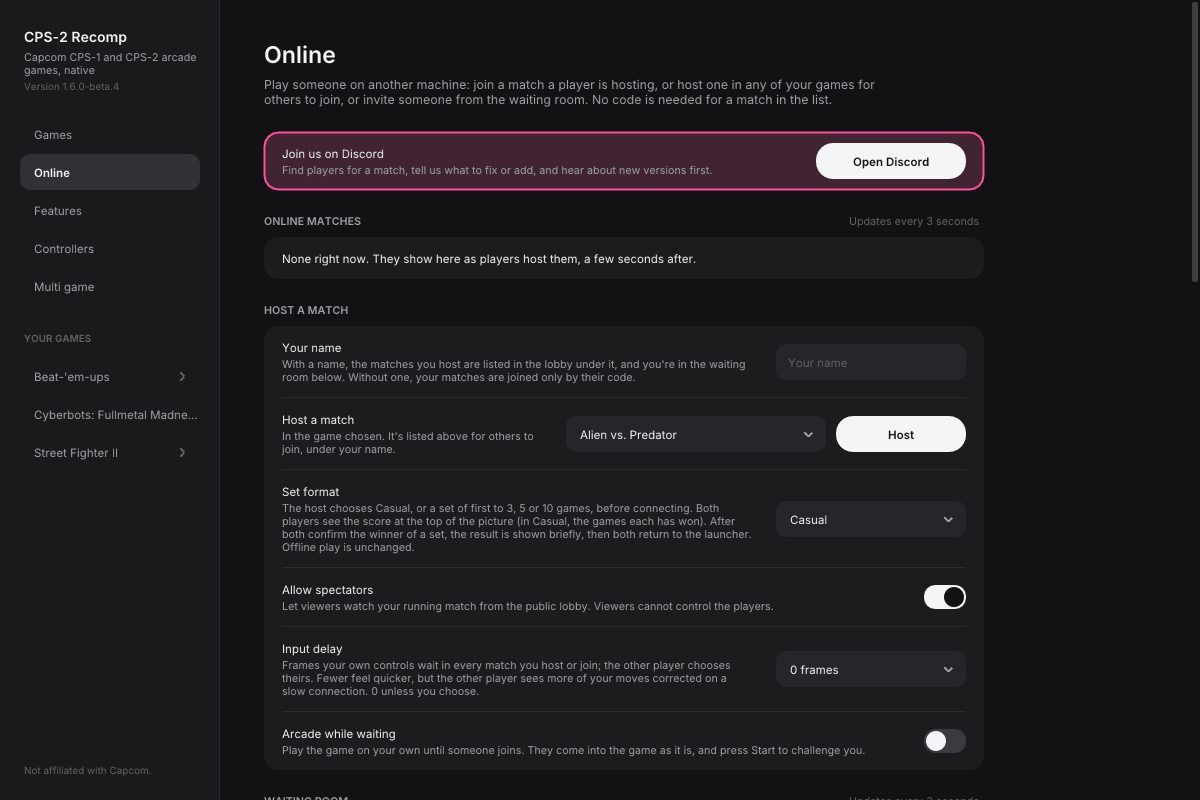 CPS-2 Recomp
Capcom CPS-1 and CPS-2 arcade
games, native
Version 1.6.0-beta.4
Games
Online
Features
Controllers
Multi game
YOUR GAMES
Beat-'em-ups
Cyberbots: Fullmetal Madne...
Street Fighter II
Not affiliated with Capcom.
Online
Play someone on another machine: join a match a player is hosting, or host one in any of your games for
others to join, or invite someone from the waiting room. No code is needed for a match in the list.
Join us on Discord
Find players for a match, tell us what to fix or add, and hear about new versions first.
Open Discord
ONLINE MATCHES
Updates every 3 seconds
None right now. They show here as players host them, a few seconds after.
HOST A MATCH
Your name
With a name, the matches you host are listed in the lobby under it, and you're in the waiting
room below. Without one, your matches are joined only by their code.
Your name
Host a match
In the game chosen. It's listed above for others to
join, under your name.
Alien vs. Predator
Host
Set format
The host chooses Casual, or a set of first to 3, 5 or 10 games, before connecting. Both
players see the score at the top of the picture (in Casual, the games each has won). After
both confirm the winner of a set, the result is shown briefly, then both return to the launcher.
Offline play is unchanged.
Casual
Allow spectators
Let viewers watch your running match from the public lobby. Viewers cannot control the players.
Input delay
Frames your own controls wait in every match you host or join; the other player chooses
theirs. Fewer feel quicker, but the other player sees more of your moves corrected on a
slow connection. 0 unless you choose.
0 frames
Arcade while waiting
Play the game on your own until someone joins. They come into the game as it is, and press Start to challenge you.
WAITING ROOM
Updates every 3 seconds